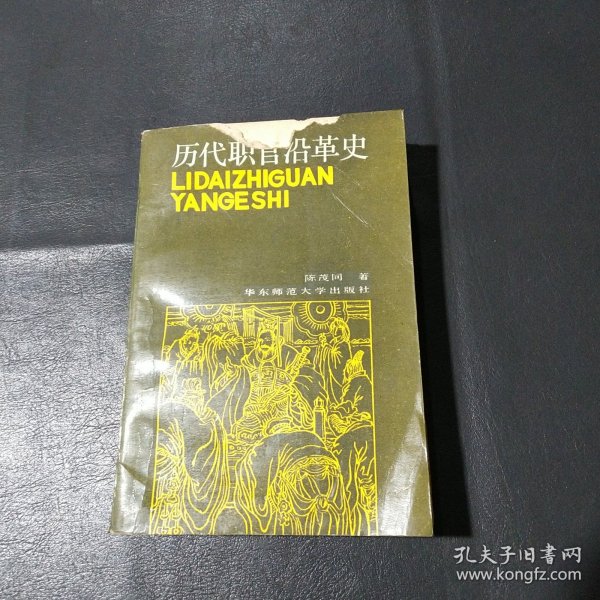 历代职官沿革史
LIDAIZHIGUAN
YANGESHI
陈茂同 著
华东师范大学出版社
孔夫子旧书网
www.kongfz.com